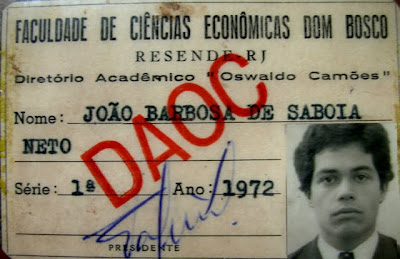 FACULDADE DE CIÊNCIAS ECONÔMICAS DOM BOSCO
RESENDE-RJ
Diretório Acadêmico "Oswaldo Camões"
Nome: JOÃO BARBOSA DE SABOIA
NETO
DAOC
Série: 1ª Ano: 1972
PRESIDENTE